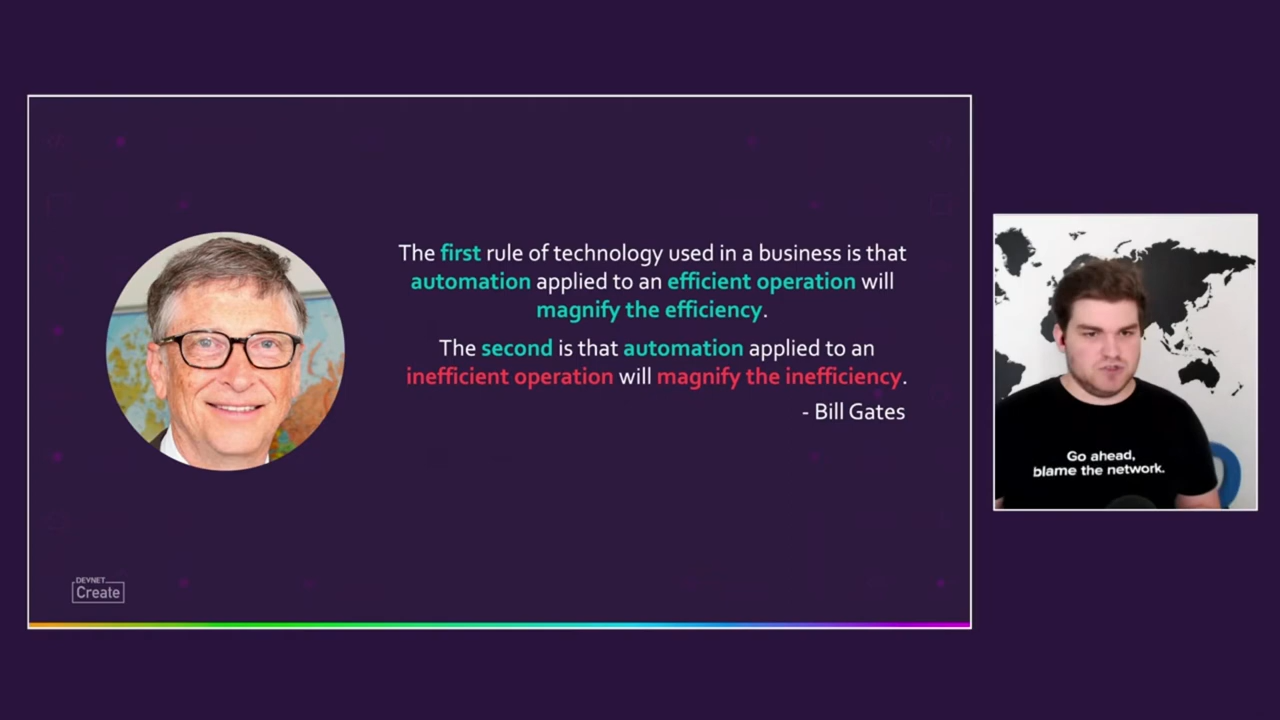 The first rule of technology used in a business is that
automation applied to an efficient operation will
magnify the efficiency.
The second is that automation applied to an
inefficient operation will magnify the inefficiency.
- Bill Gates
DEVNET
Create
Go ahead,
blame the network.